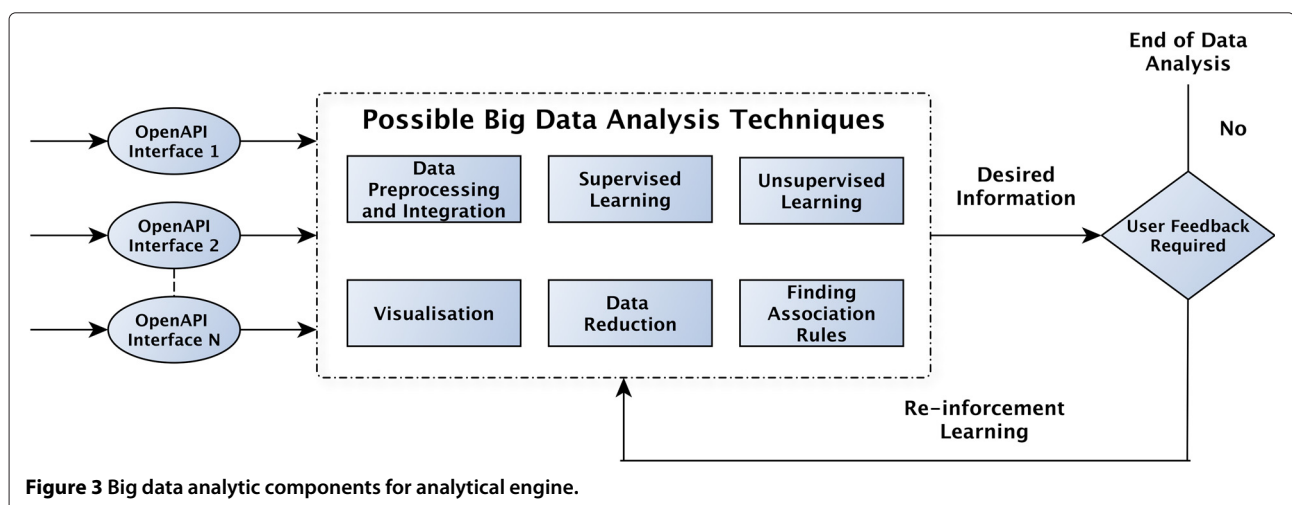 End of Data
Analysis
No
Possible Big Data Analysis Techniques
OpenAPI
Interface 1
OpenAPI
Interface 2
OpenAPI
Interface N
Data
Preprocessing
and Integration
Supervised
Learning
Unsupervised
Learning
Visualisation
Data
Reduction
Finding
Association
Rules
Desired
Information
User Feedback
Required
Re-inforcement
Learning
Figure 3 Big data analytic components for analytical engine.